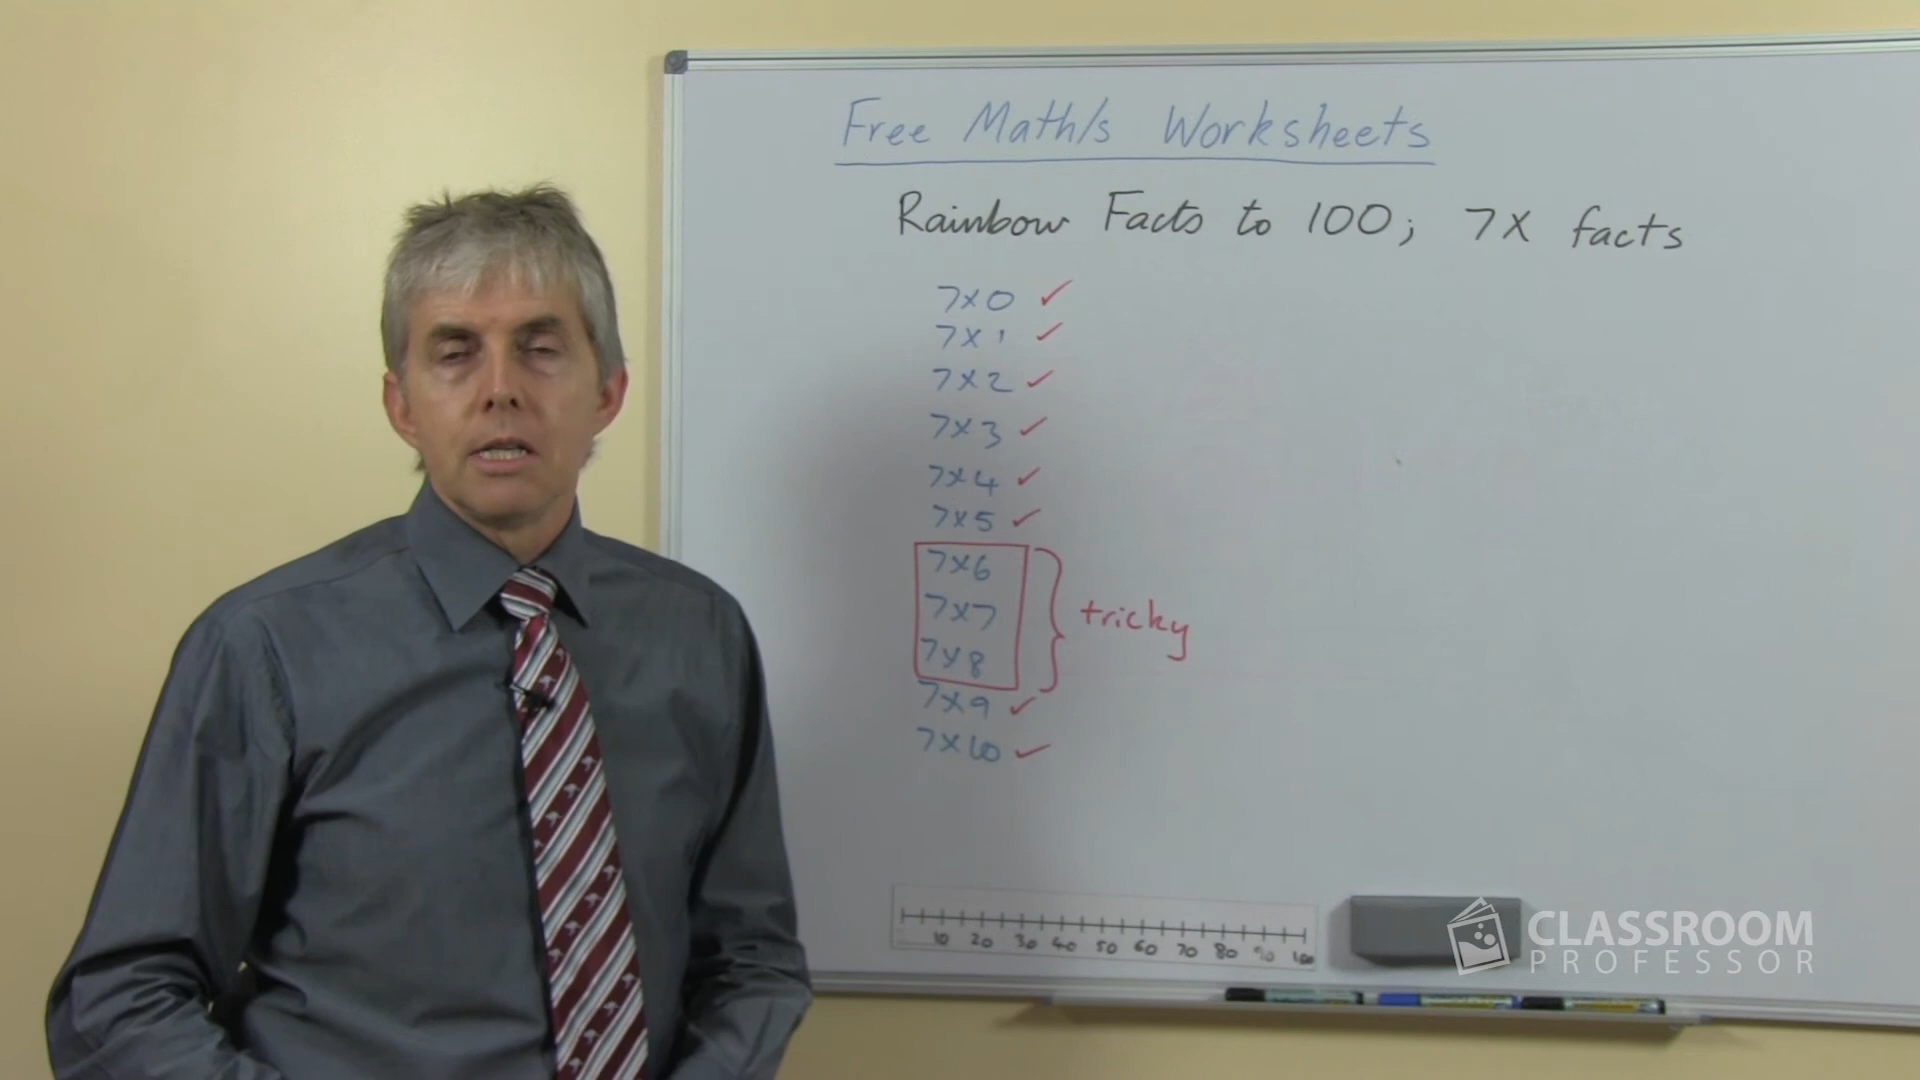 Free Math/s Worksheets
Rainbow Facts to 100; 7x facts
7x0 ✓
7x1 ✓
7x2 ✓
7x3 ✓
7x4 ✓
7x5 ✓
7x6
7x7
tricky
7x8
7x9 ✓
7x10 ✓
10 20 30 40 50 60 70 80 90 100
CLASSROOM
PROFESSOR